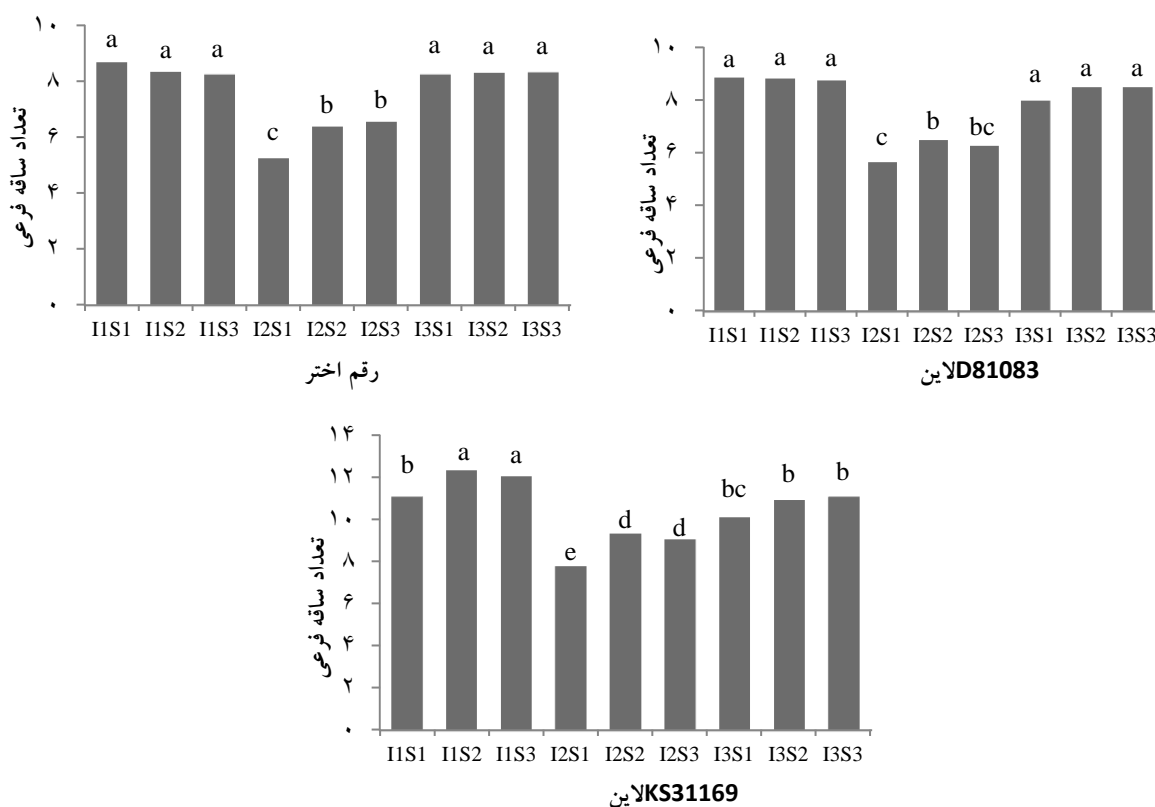 تعداد ساقه فرعی
۱۰
۸
۶
۴
۲
۰
a a a c b b a a a
I1S1 I1S2 I1S3 I2S1 I2S2 I2S3 I3S1 I3S2 I3S3
رقم اختر
تعداد ساقه فرعی
۱۰
۸
۶
۴
۲
۰
a a a c b bc a a a
I1S1 I1S2 I1S3 I2S1 I2S2 I2S3 I3S1 I3S2 I3S3
لاینD81083
تعداد ساقه فرعی
۱۴
۱۲
۱۰
۸
۶
۴
۲
۰
b a a e d d bc b b
I1S1 I1S2 I1S3 I2S1 I2S2 I2S3 I3S1 I3S2 I3S3
لاینKS31169